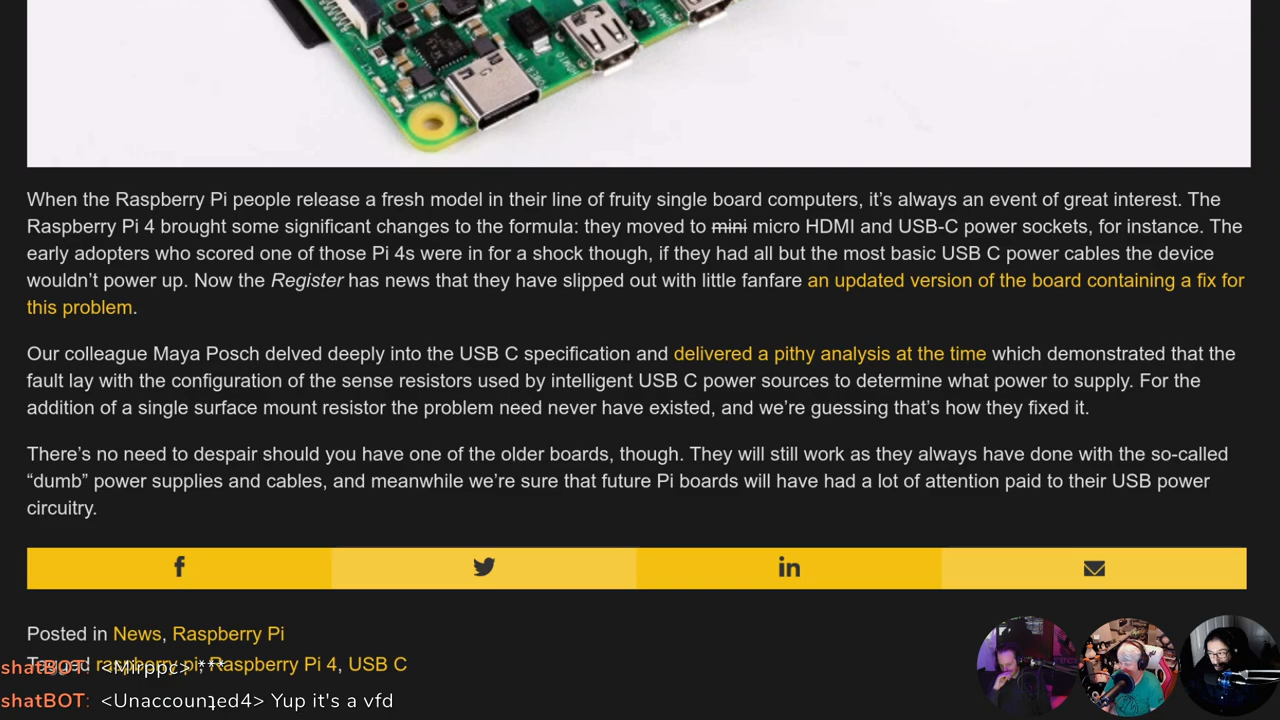 When the Raspberry Pi people release a fresh model in their line of fruity single board computers, it’s always an event of great interest. The
Raspberry Pi 4 brought some significant changes to the formula: they moved to mini micro HDMI and USB-C power sockets, for instance. The
early adopters who scored one of those Pi 4s were in for a shock though, if they had all but the most basic USB C power cables the device
wouldn’t power up. Now the Register has news that they have slipped out with little fanfare an updated version of the board containing a fix for
this problem.
Our colleague Maya Posch delved deeply into the USB C specification and delivered a pithy analysis at the time which demonstrated that the
fault lay with the configuration of the sense resistors used by intelligent USB C power sources to determine what power to supply. For the
addition of a single surface mount resistor the problem need never have existed, and we’re guessing that’s how they fixed it.
There’s no need to despair should you have one of the older boards, though. They will still work as they always have done with the so-called
“dumb” power supplies and cables, and meanwhile we’re sure that future Pi boards will have had a lot of attention paid to their USB power
circuitry.
Posted in News, Raspberry Pi
Tagged raspberry pi, Raspberry Pi 4, USB C
shatBOT: <Mirppc> ***
shatBOT: <Unaccoun1ed4> Yup it's a vfd